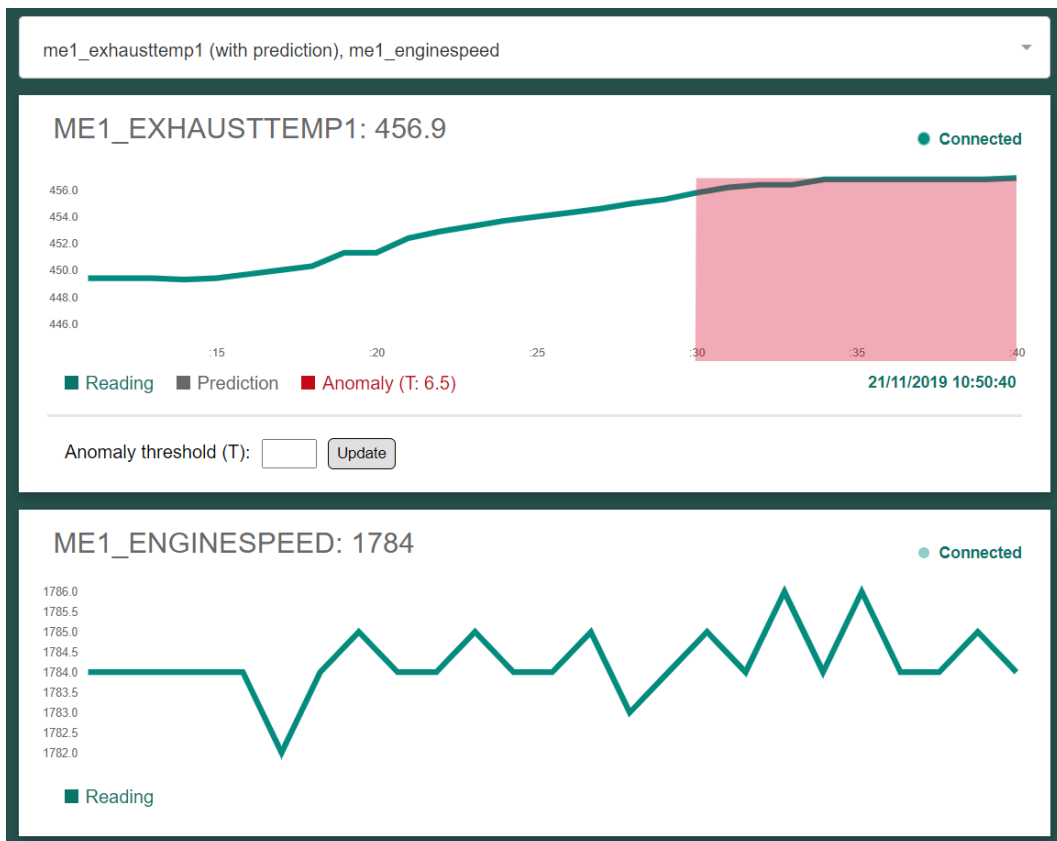 me1_exhausttemp1 (with prediction), me1_enginespeed
ME1_EXHAUSTTEMP1: 456.9
Connected
456.0
454.0
452.0
450.0
448.0
446.0
:15 :20 :25 :30 :35 :40
Reading Prediction Anomaly (T: 6.5) 21/11/2019 10:50:40
Anomaly threshold (T): Update
ME1_ENGINESPEED: 1784
Connected
1786.0
1785.5
1785.0
1784.5
1784.0
1783.5
1783.0
1782.5
1782.0
Reading